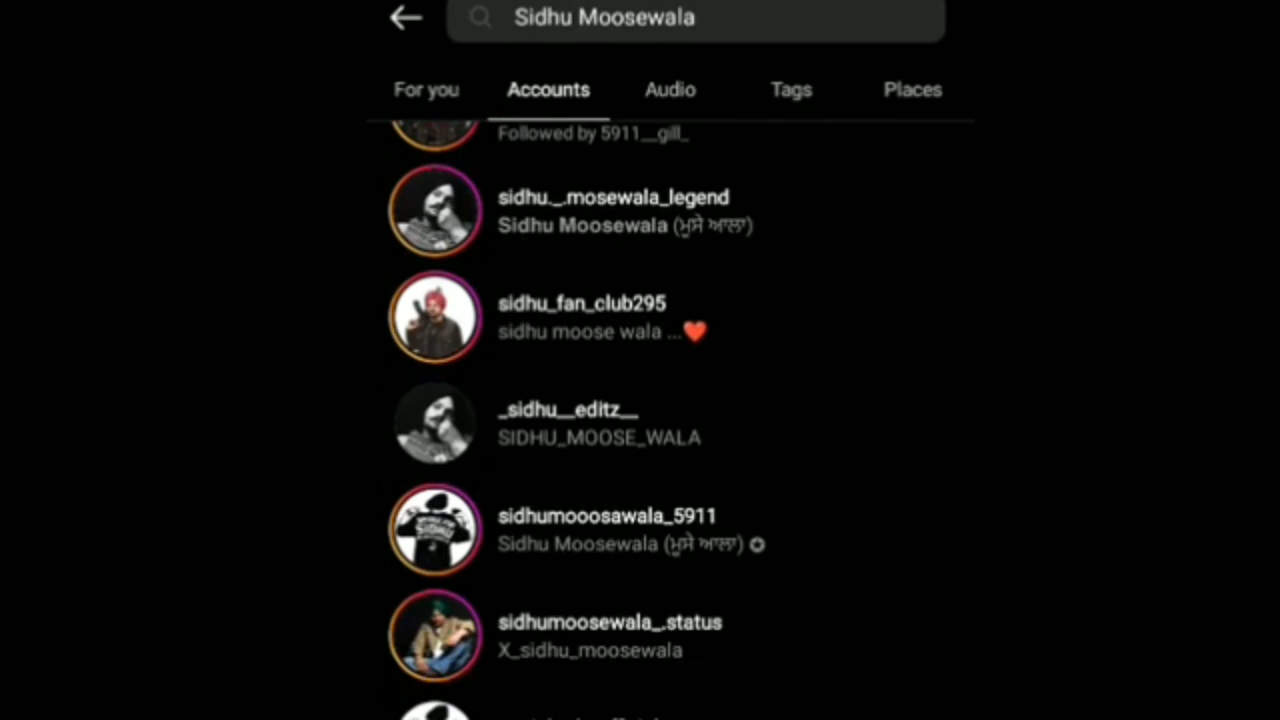 Sidhu Moosewala
For you
Accounts
Audio
Tags
Places
Followed by 5911__gill_
sidhu._.mosewala_legend
Sidhu Moosewala (ਮੂਸੇ ਆਲਾ)
sidhu_fan_club295
sidhu moose wala ...❤️
_sidhu__editz__
SIDHU_MOOSE_WALA
sidhumooosawala_5911
Sidhu Moosewala (ਮੂਸੇ ਆਲਾ) ✪
sidhumoosewala_.status
X_sidhu_moosewala